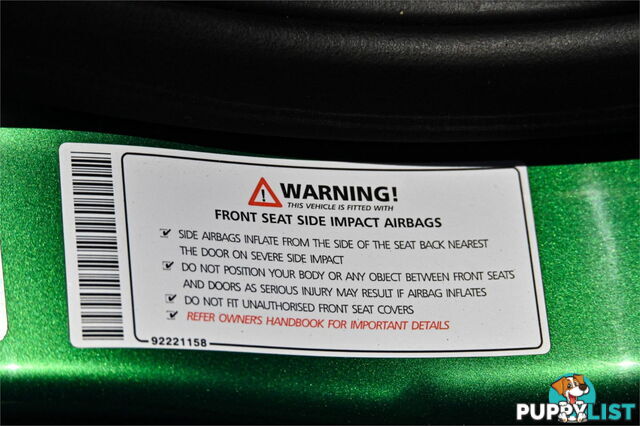 WARNING!
THIS VEHICLE IS FITTED WITH
FRONT SEAT SIDE IMPACT AIRBAGS
SIDE AIRBAGS INFLATE FROM THE SIDE OF THE SEAT BACK NEAREST
THE DOOR ON SEVERE SIDE IMPACT
DO NOT POSITION YOUR BODY OR ANY OBJECT BETWEEN FRONT SEATS
AND DOORS AS SERIOUS INJURY MAY RESULT IF AIRBAG INFLATES
DO NOT FIT UNAUTHORISED FRONT SEAT COVERS
REFER OWNER'S HANDBOOK FOR IMPORTANT DETAILS
92221158
PUPPYLIST